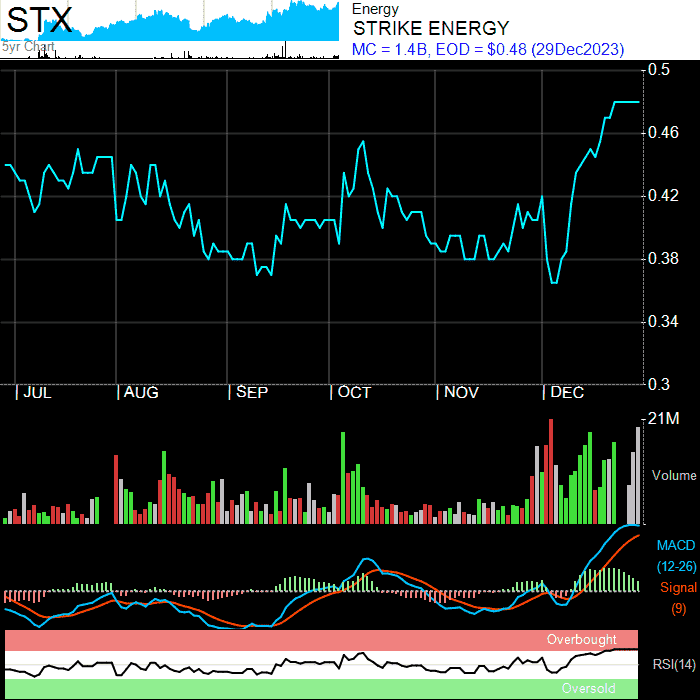 STX
5yr Chart
Energy
STRIKE ENERGY
MC = 1.4B, EOD = $0.48 (29Dec2023)
0.5
0.46
0.42
0.38
0.34
0.3
| JUL | AUG | SEP | OCT | NOV | DEC
21M
Volume
MACD
(12-26)
Signal
(9)
Overbought
RSI(14)
Oversold